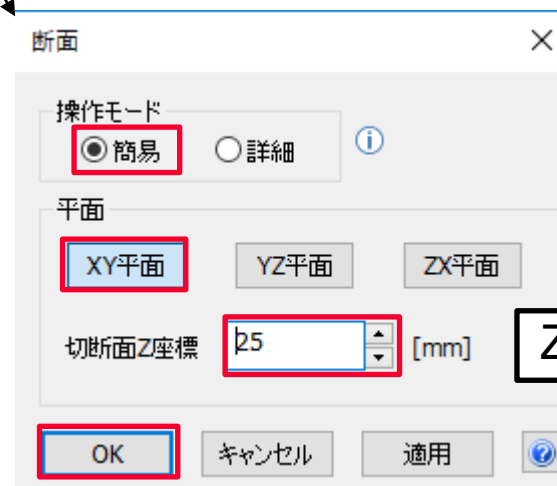 断面
操作モード
簡易 詳細
平面
XY平面 YZ平面 ZX平面
切断面Z座標 25 [mm] Z
OK キャンセル 適用